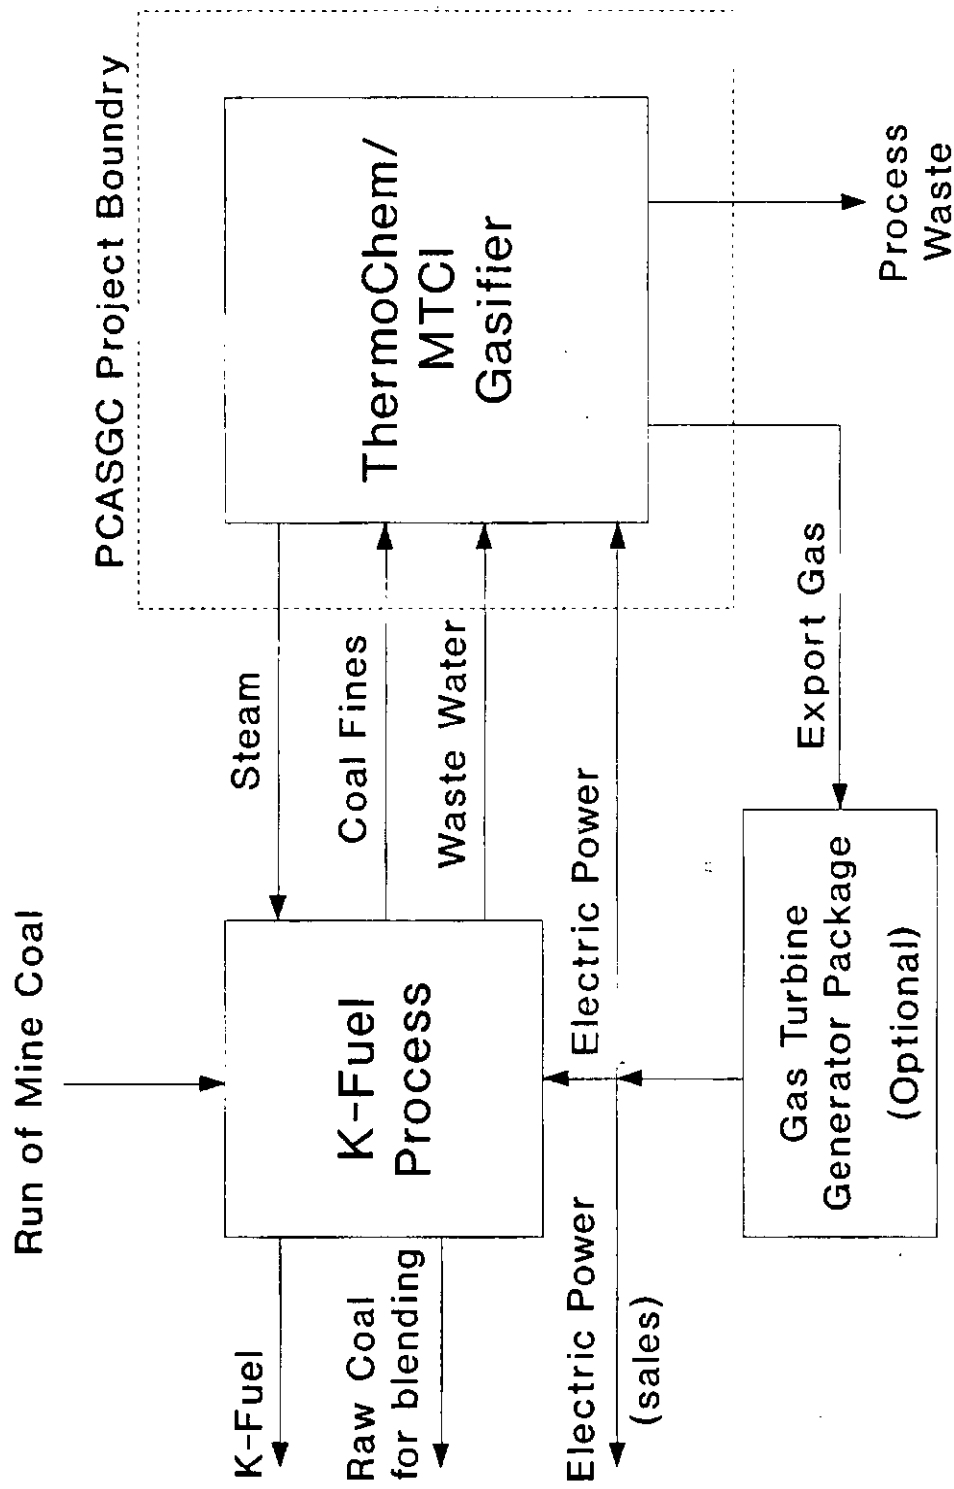 PCASGC Project Boundry
ThermoChem/
MTCI
Gasifier
Process
Waste
Steam
Coal Fines
Waste Water
Electric Power
Export Gas
Run of Mine Coal
K-Fuel
Process
Gas Turbine
Generator Package
(Optional)
K-Fuel
Raw Coal
for blending
Electric Power
(sales)